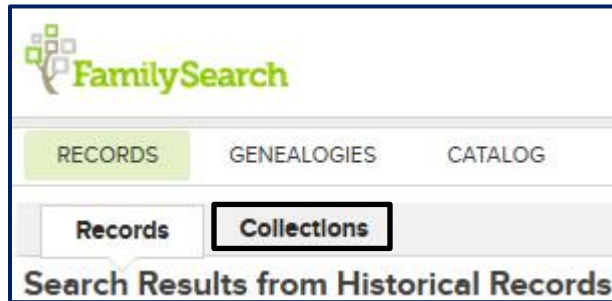 FamilySearch
RECORDS GENEALOGIES CATALOG
Records Collections
Search Results from Historical Records